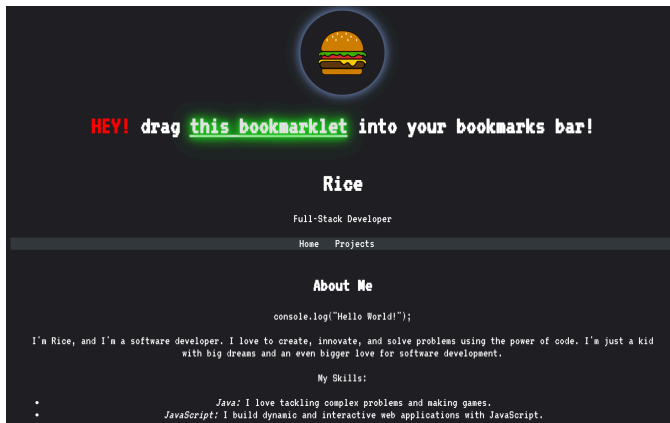 HEY! drag this bookmarklet into your bookmarks bar!
Rice
Full-Stack Developer
Home Projects
About Me
console.log("Hello World!");
I'm Rice, and I'm a software developer. I love to create, innovate, and solve problems using the power of code. I'm just a kid
with big dreams and an even bigger love for software development.
My Skills:
• Java: I love tackling complex problems and making games.
• JavaScript: I build dynamic and interactive web applications with JavaScript.